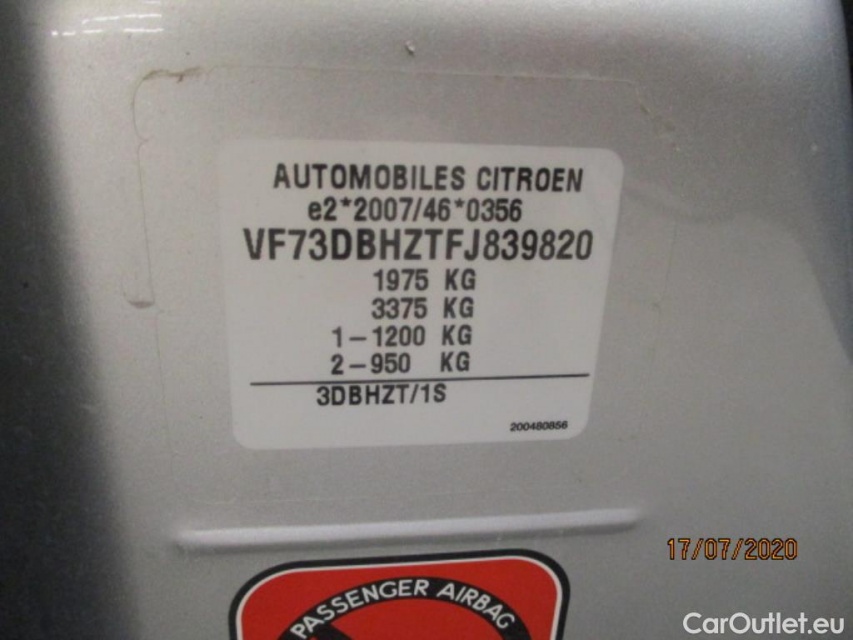 AUTOMOBILES CITROEN
e2*2007/46*0356
VF73DBHZTFJ839820
1975 KG
3375 KG
1-1200 KG
2-950 KG
3DBHZT/1S
200480856
17/07/2020
PASSENGER AIRBAG
CarOutlet.eu